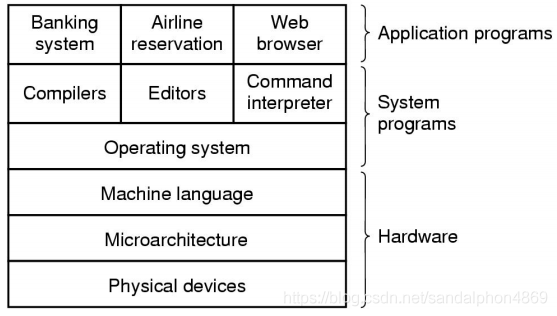 Banking
system
Airline
reservation
Web
browser
Application programs
Compilers
Editors
Command
interpreter
System
programs
Operating system
Machine language
Microarchitecture
Hardware
Physical devices
https://blog.csdn.net/sandalphon4869